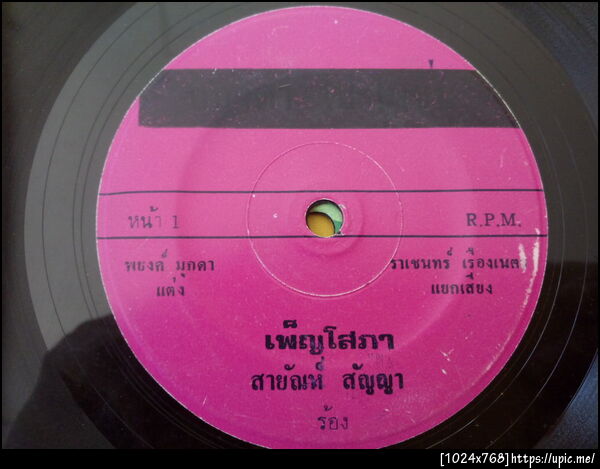 หน้า 1
R.P.M.
พยงค์ มุกดา
แต่ง
ราเชนทร์ เรืองเนตร
แยกเสียง
เพ็ญโสภา
สายัณห์ สัญญา
ร้อง
[1024x768]https://upic.me/